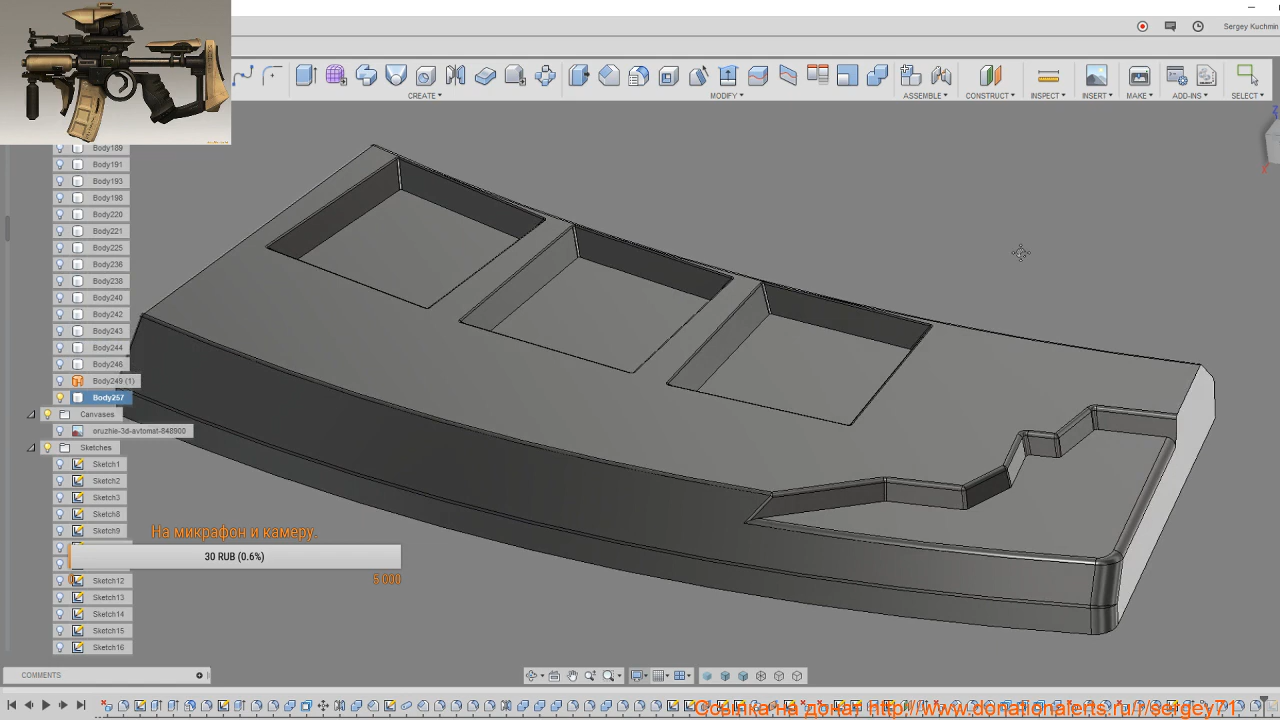 Sergey Kuchmin
CREATE▾
MODIFY▾
ASSEMBLE▾
CONSTRUCT▾
INSPECT▾
INSERT▾
MAKE▾
ADD-INS▾
SELECT▾
Z
Body189
Body191
Body193
Body198
Body220
Body221
Body225
Body236
Body238
Body240
Body242
Body243
Body244
Body246
Body249 (1)
Body257
Canvases
oruzhie-3d-avtomat-848900
Sketches
Sketch1
Sketch2
Sketch3
Sketch8
Sketch9
На микрофон и камеру.
30 RUB (0.6%)
0
5 000
Sketch12
Sketch13
Sketch14
Sketch15
Sketch16
COMMENTS
Ссылка на донат http://www.donationalerts.ru/r/sergey71